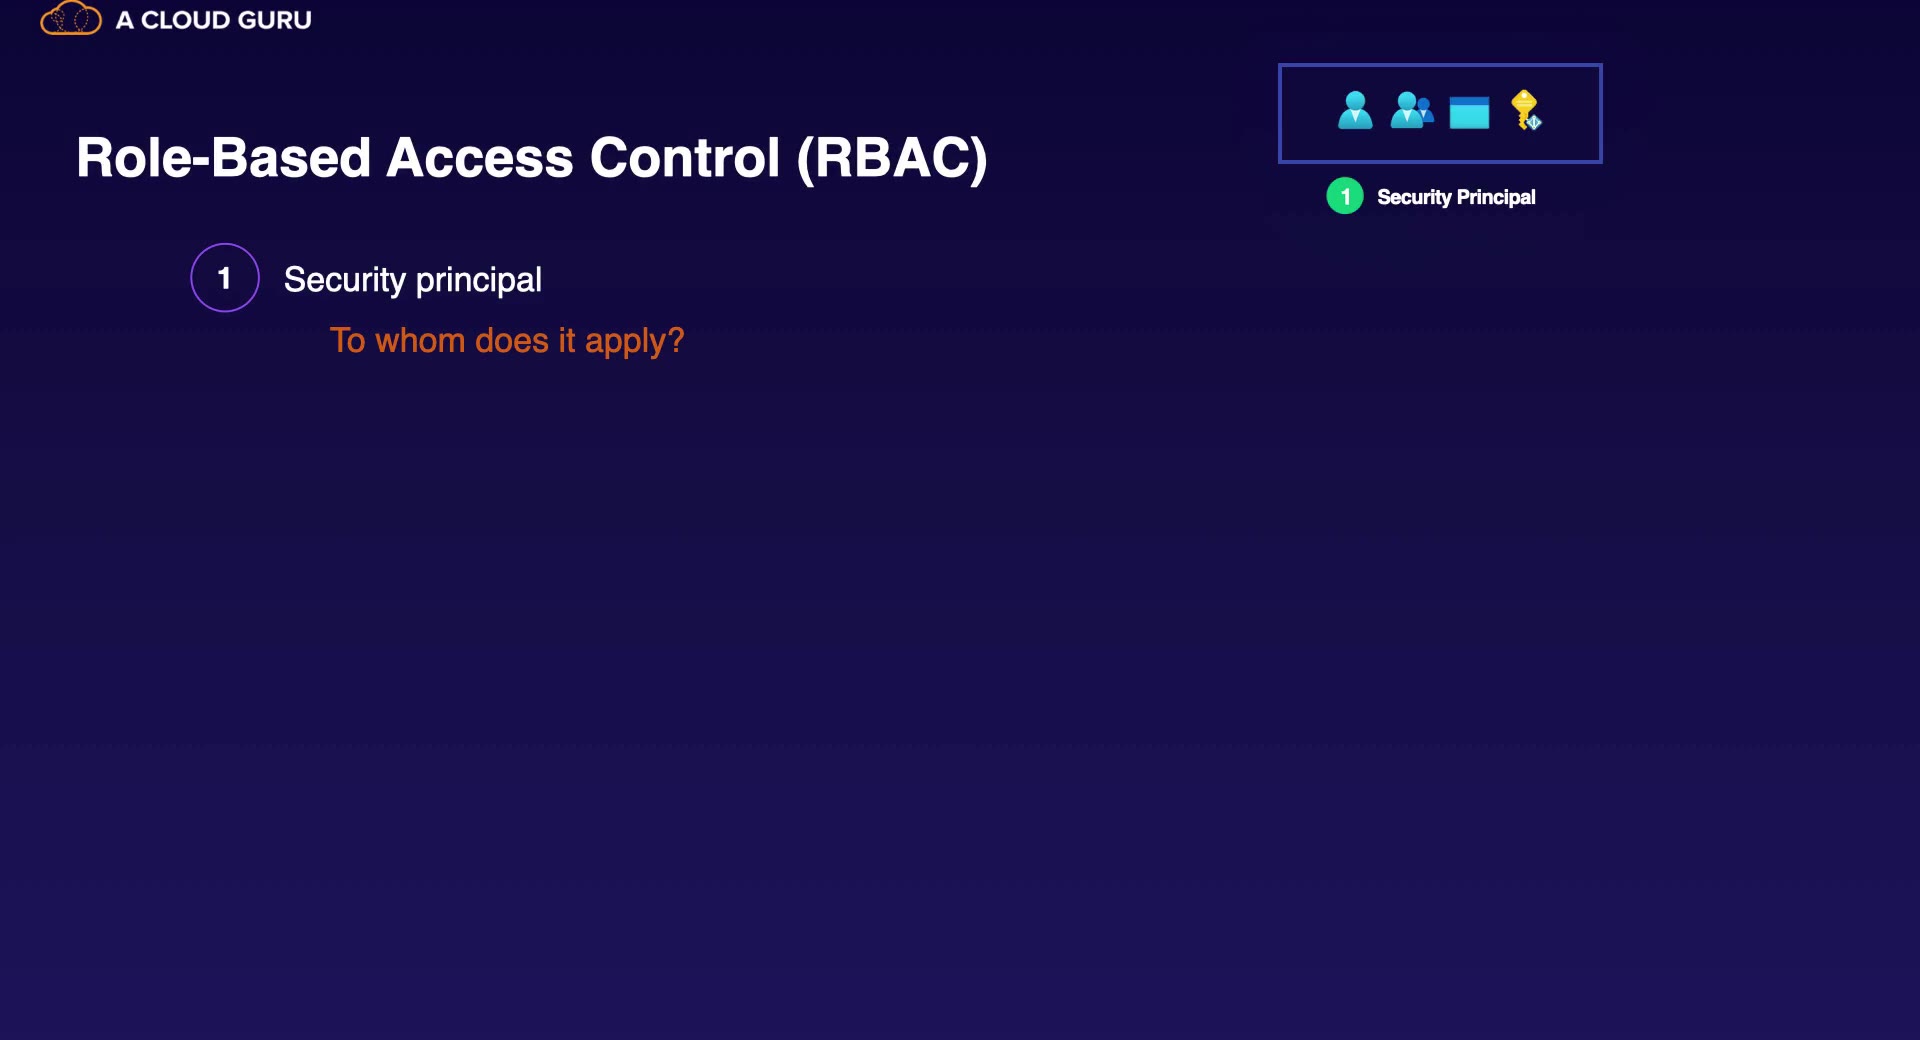 A CLOUD GURU
Role-Based Access Control (RBAC)
1 Security principal
To whom does it apply?
1 Security Principal